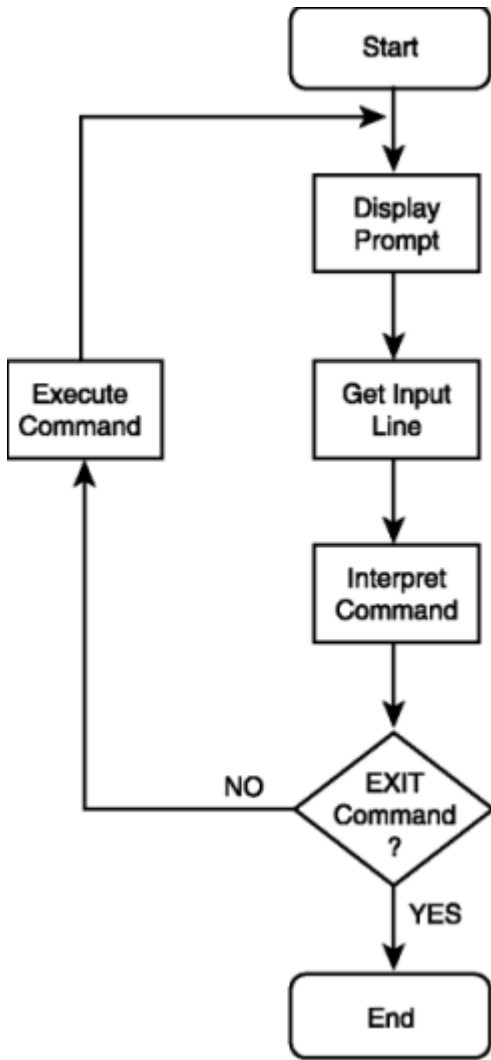 Start
Display
Prompt
Execute
Command
Get Input
Line
Interpret
Command
NO
EXIT
Command
?
YES
End